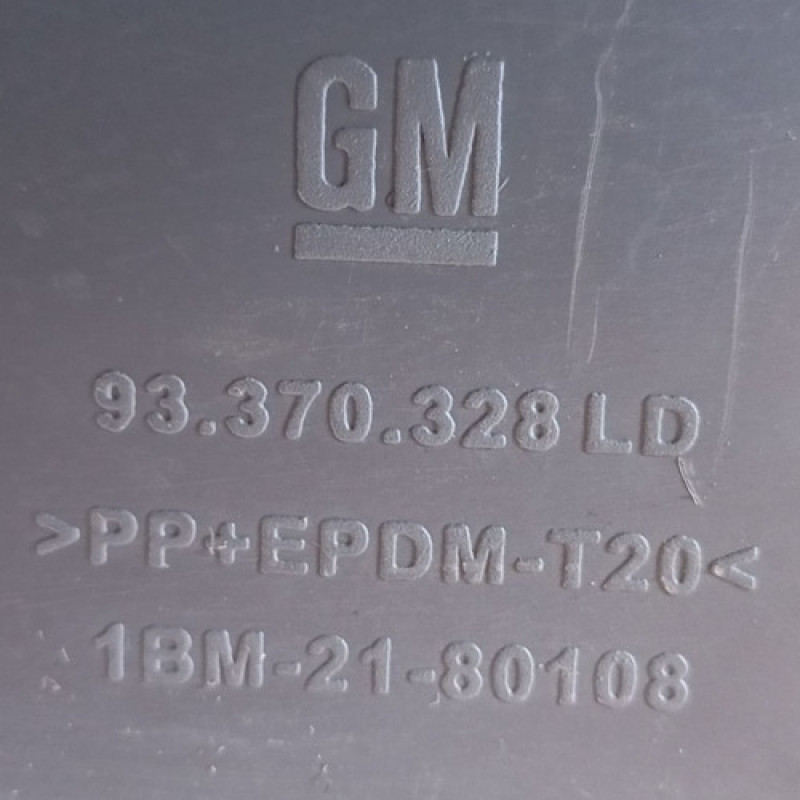 GM
93.370.328 LD
>PP+EPDM-T20<
1BM-21-80108